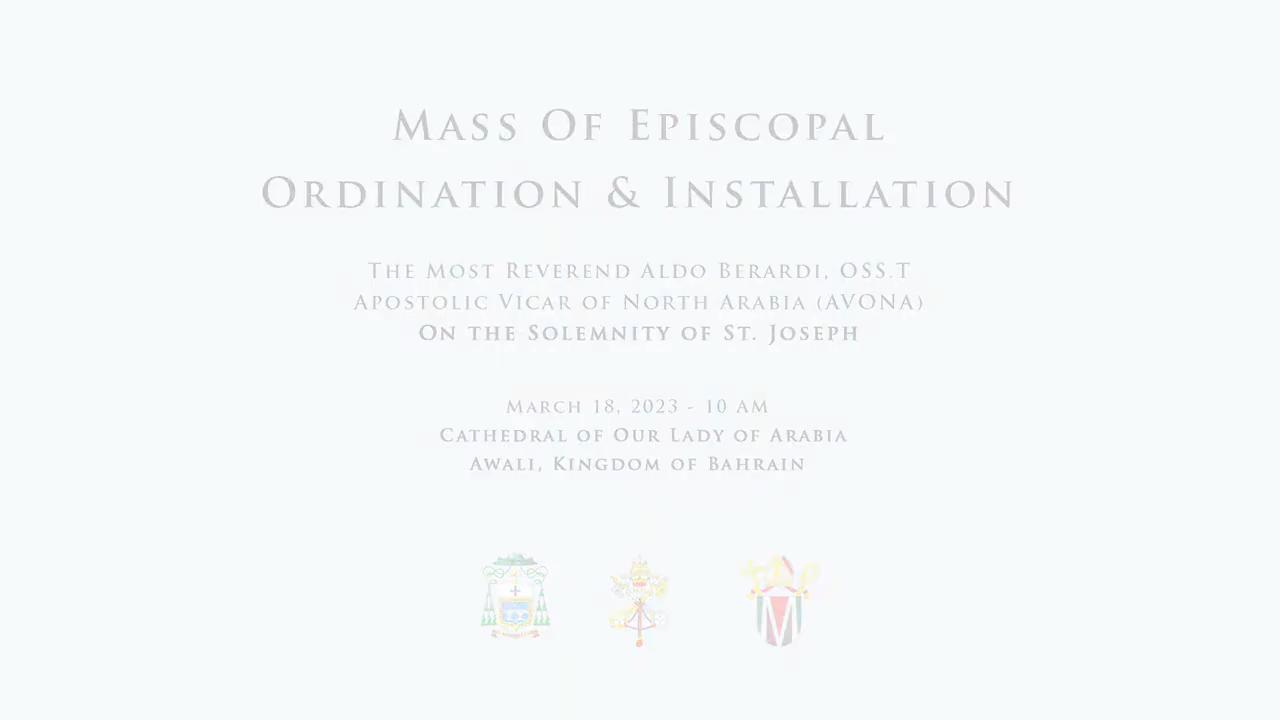 Mass Of Episcopal
Ordination & Installation
The Most Reverend Aldo Berardi, OSS.T
Apostolic Vicar of North Arabia (AVONA)
On the Solemnity of St. Joseph
March 18, 2023 - 10 AM
Cathedral of Our Lady of Arabia
Awali, Kingdom of Bahrain